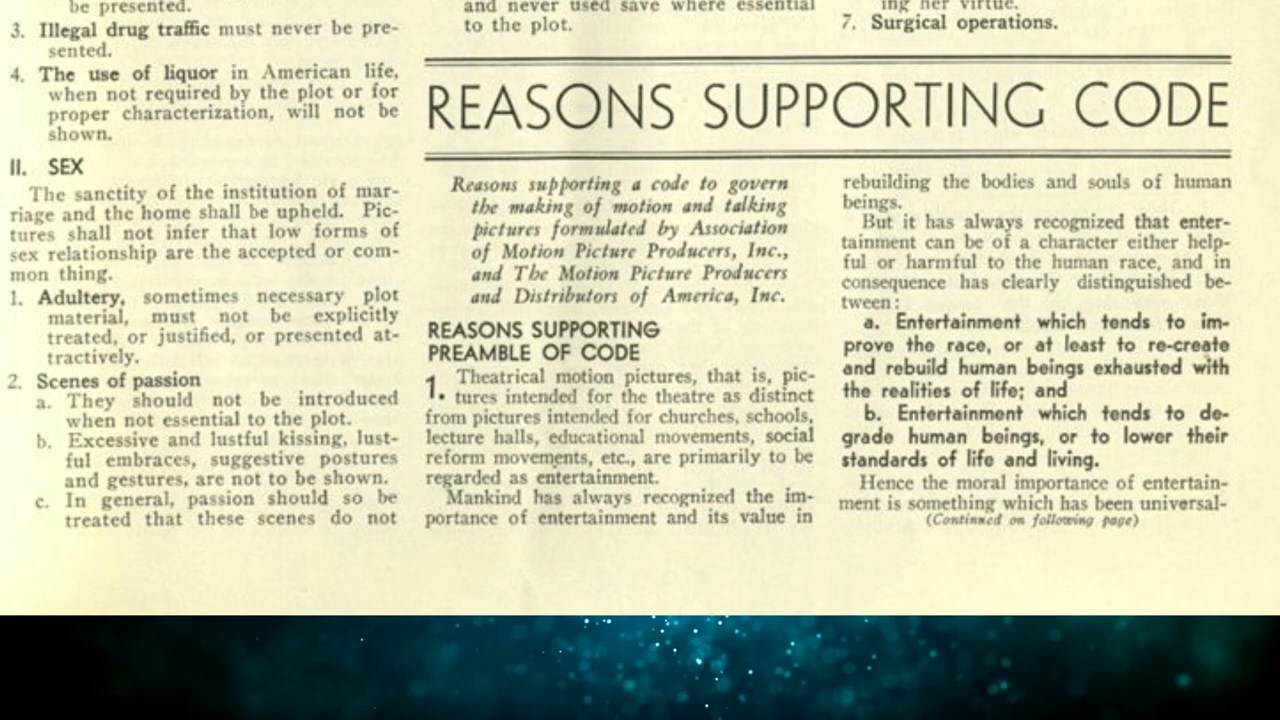 be presented.
3. Illegal drug traffic must never be pre-
sented.
4. The use of liquor in American life,
when not required by the plot or for
proper characterization, will not be
shown.
II. SEX
The sanctity of the institution of mar-
riage and the home shall be upheld. Pic-
tures shall not infer that low forms of
sex relationship are the accepted or com-
mon thing.
1. Adultery, sometimes necessary plot
material, must not be explicitly
treated, or justified, or presented at-
tractively.
2. Scenes of passion
a. They should not be introduced
when not essential to the plot.
b. Excessive and lustful kissing, lust-
ful embraces, suggestive postures
and gestures, are not to be shown.
c. In general, passion should so be
treated that these scenes do not
and never used save where essential
to the plot.
ing her virtue.
7. Surgical operations.
REASONS SUPPORTING CODE
Reasons supporting a code to govern
the making of motion and talking
pictures formulated by Association
of Motion Picture Producers, Inc.,
and The Motion Picture Producers
and Distributors of America, Inc.
REASONS SUPPORTING
PREAMBLE OF CODE
1. Theatrical motion pictures, that is, pic-
tures intended for the theatre as distinct
from pictures intended for churches, schools,
lecture halls, educational movements, social
reform movements, etc., are primarily to be
regarded as entertainment.
Mankind has always recognized the im-
portance of entertainment and its value in
rebuilding the bodies and souls of human
beings.
But it has always recognized that enter-
tainment can be of a character either help-
ful or harmful to the human race, and in
consequence has clearly distinguished be-
tween:
a. Entertainment which tends to im-
prove the race, or at least to re-create
and rebuild human beings exhausted with
the realities of life; and
b. Entertainment which tends to de-
grade human beings, or to lower their
standards of life and living.
Hence the moral importance of entertain-
ment is something which has been universal-
(Continued on following page)